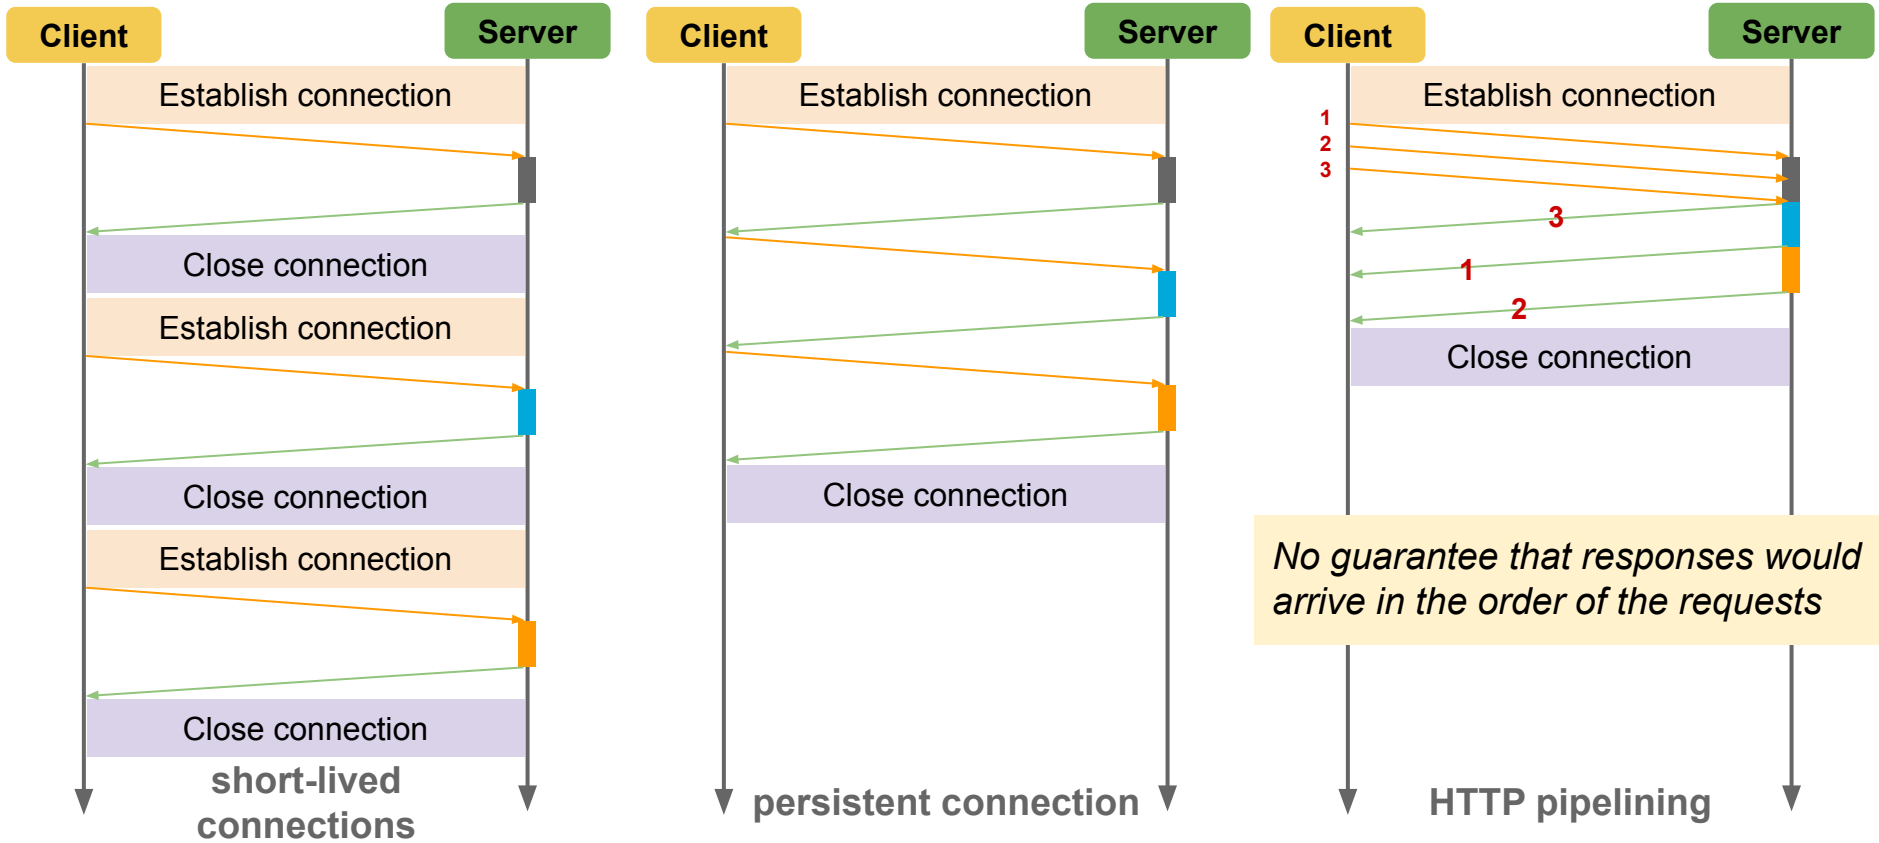 Client
Server
Establish connection
Close connection
Establish connection
Close connection
Establish connection
Close connection
short-lived
connections
Client
Server
Establish connection
Close connection
persistent connection
Client
Server
Establish connection
1
2
3
3
1
2
Close connection
No guarantee that responses would
arrive in the order of the requests
HTTP pipelining